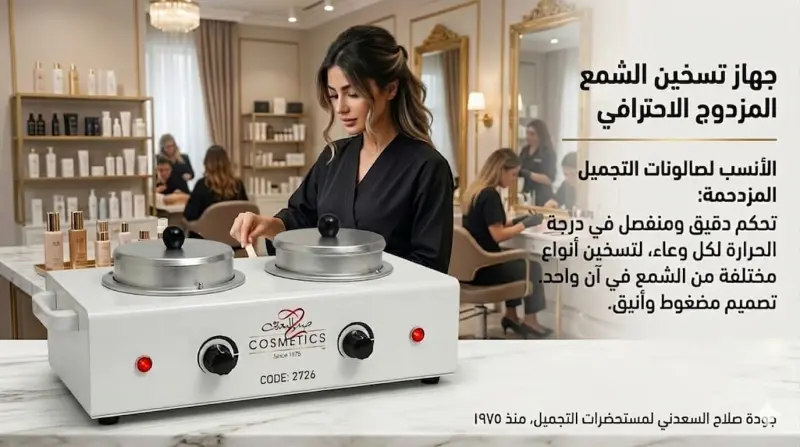 جهاز تسخين الشمع
المزدوج الاحترافي
الأنسب لصالونات التجميل
المزدحمة:
تحكم دقيق ومنفصل في درجة
الحرارة لكل وعاء، لتسخين أنواع
مختلفة من الشمع في آن واحد.
تصميم مضغوط وأنيق.
COSMETICS
Since 1975
CODE: 2726
جودة صلاح السعدني لمستحضرات التجميل، منذ ١٩٧٥